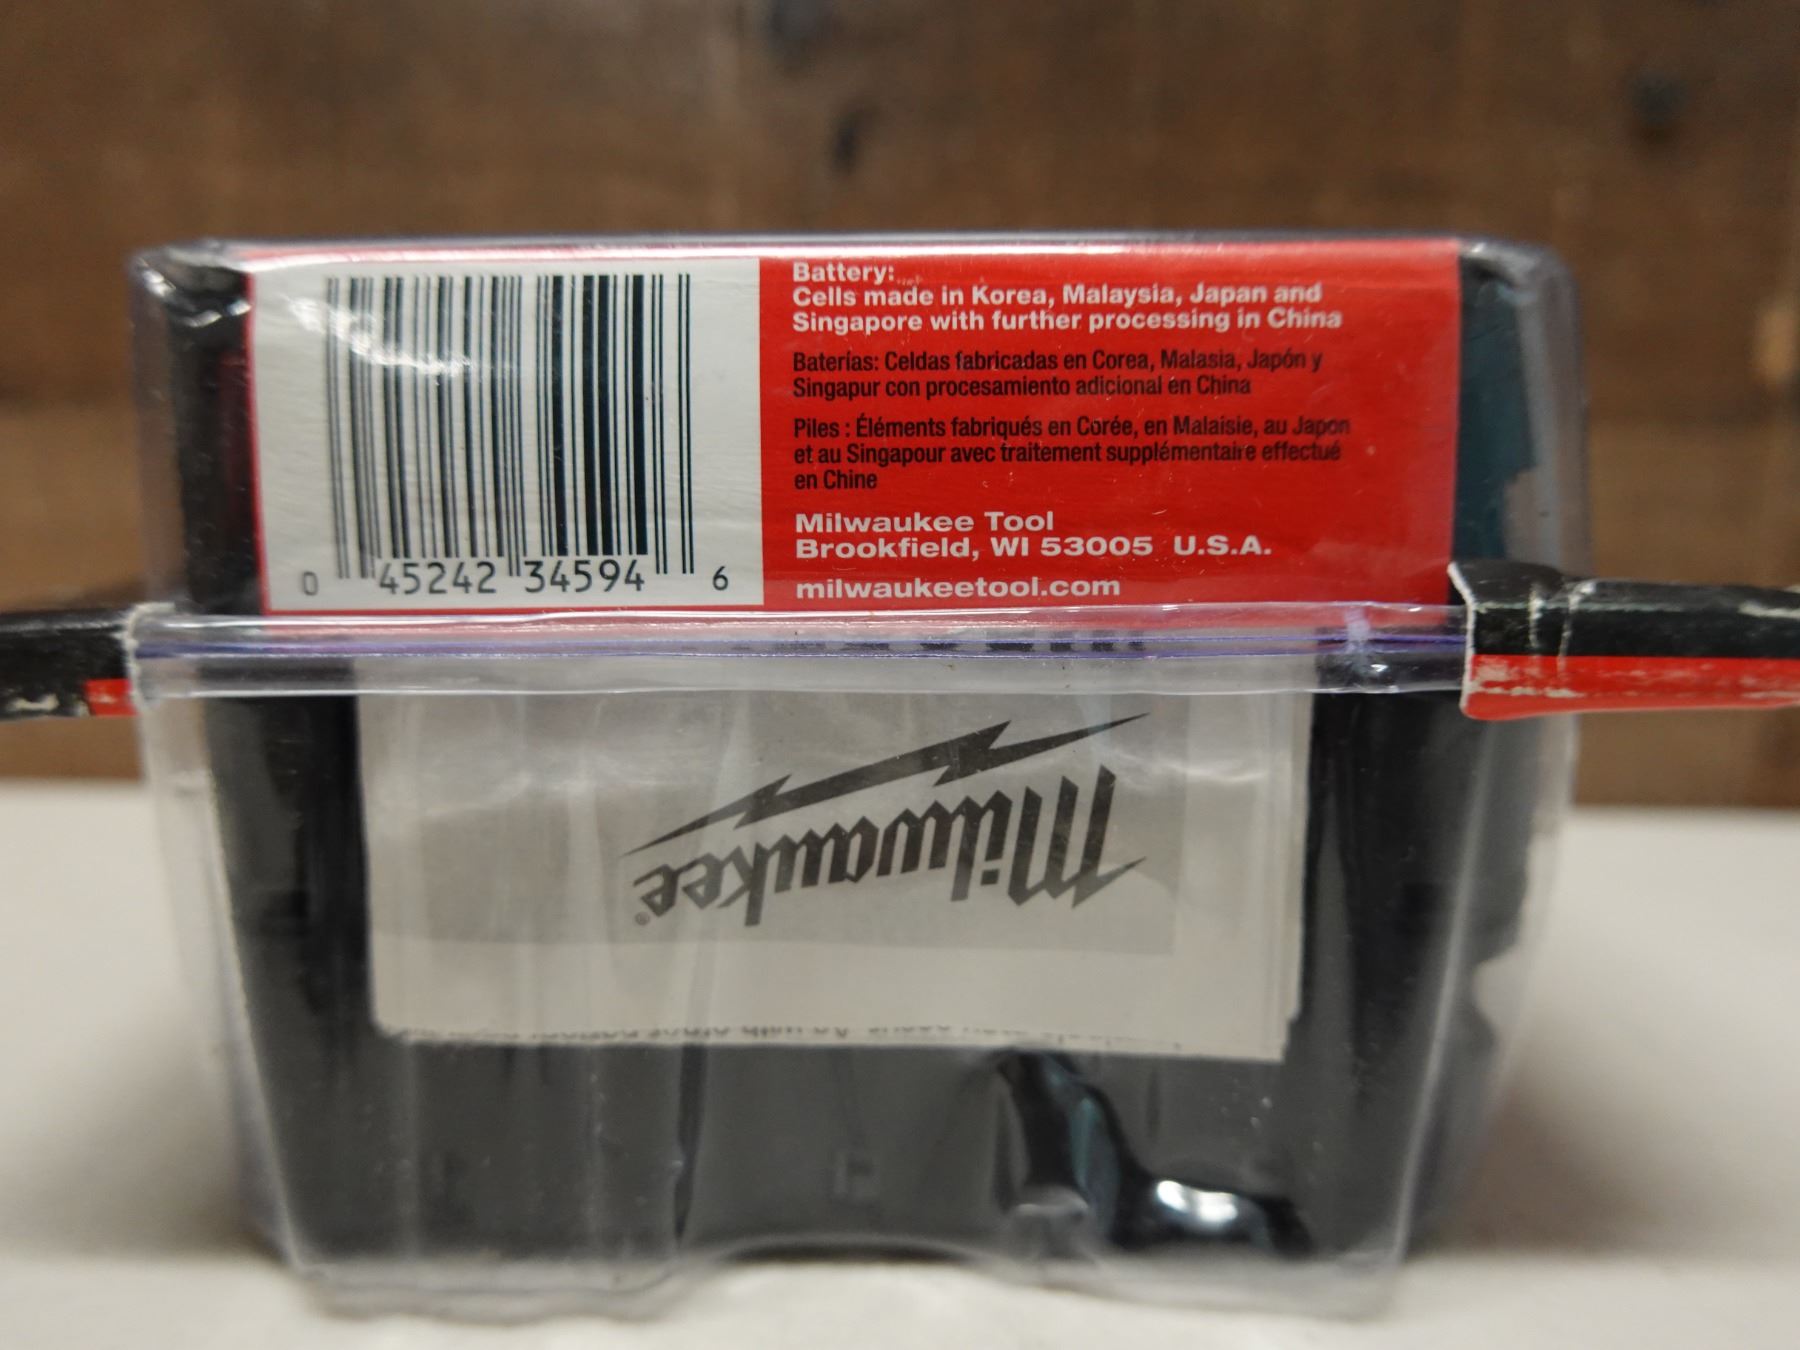 Battery:
Cells made in Korea, Malaysia, Japan and
Singapore with further processing in China
Baterías: Celdas fabricadas en Corea, Malasia, Japón y
Singapur con procesamiento adicional en China
Piles : Éléments fabriqués en Corée, en Malaisie, au Japon
et au Singapour avec traitement supplémentaire effectué
en Chine
Milwaukee Tool
Brookfield, WI 53005 U.S.A.
milwaukeetool.com
0 45242 34594 6
Milwaukee®